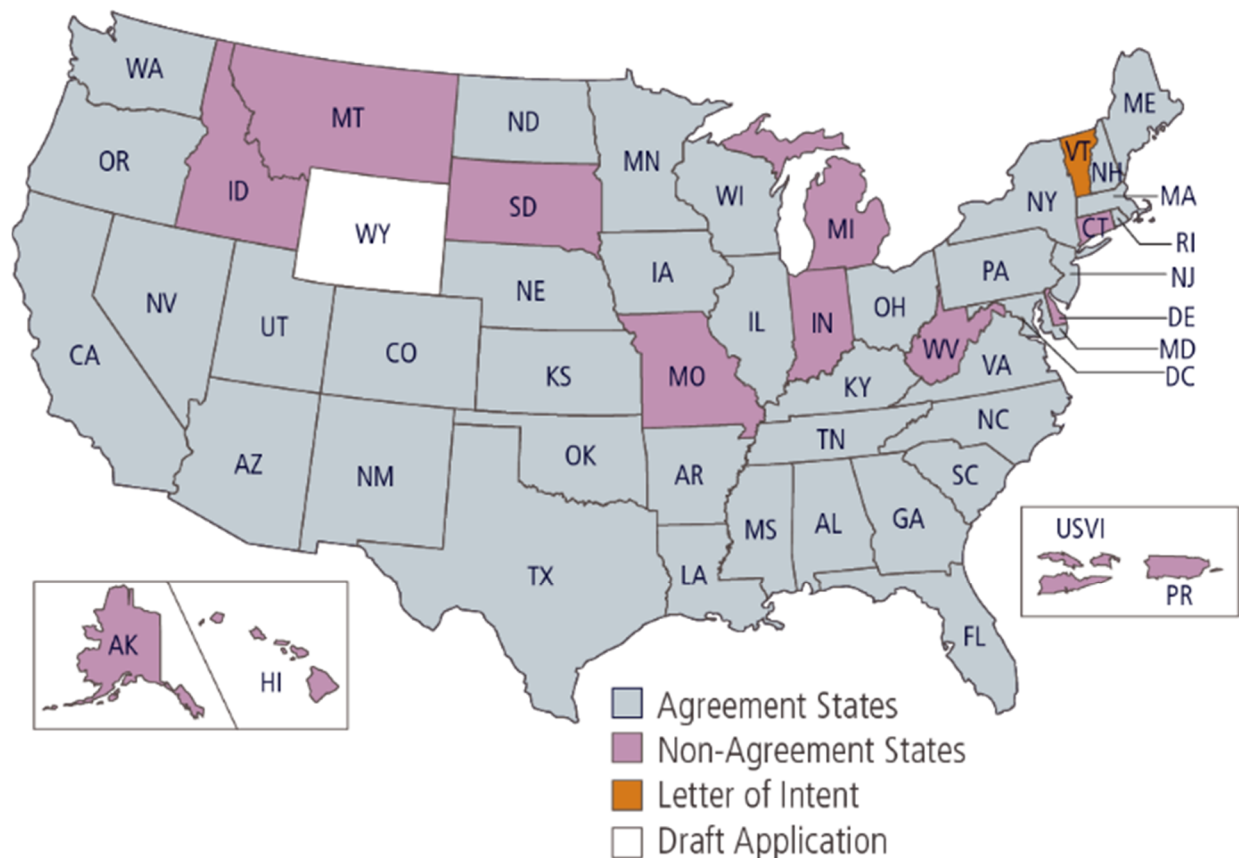 WA
MT
ND
MN
ME
OR
ID
SD
WI
VT
NH
NY
MA
MI
CT
RI
WY
IA
PA
NJ
NE
NV
UT
CO
IL
IN
OH
DE
MD
DC
CA
KS
MO
KY
WV
VA
AZ
NM
OK
AR
TN
NC
SC
MS
AL
GA
USVI
PR
TX
LA
FL
AK
HI
Agreement States
Non-Agreement States
Letter of Intent
Draft Application